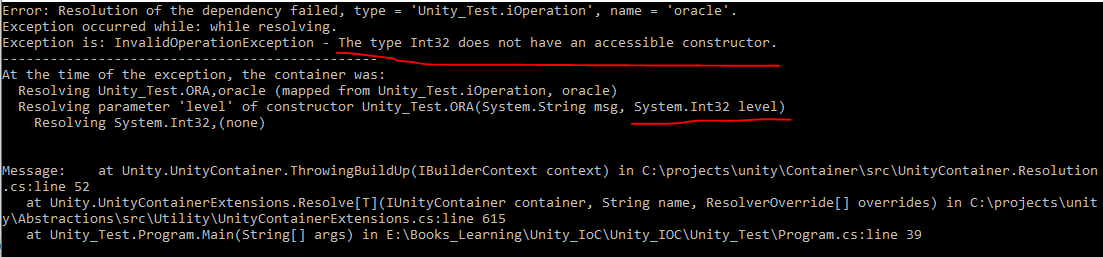 Error: Resolution of the dependency failed, type = 'Unity_Test.iOperation', name = 'oracle'.
Exception occurred while: while resolving.
Exception is: InvalidOperationException - The type Int32 does not have an accessible constructor.
-----------------------------------------------
At the time of the exception, the container was:
  Resolving Unity_Test.ORA,oracle (mapped from Unity_Test.iOperation, oracle)
  Resolving parameter 'level' of constructor Unity_Test.ORA(System.String msg, System.Int32 level)
    Resolving System.Int32,(none)
Message:    at Unity.UnityContainer.ThrowingBuildUp(IBuilderContext context) in C:\projects\unity\Container\src\UnityContainer.Resolution
.cs:line 52
   at Unity.UnityContainerExtensions.Resolve[T](IUnityContainer container, String name, ResolverOverride[] overrides) in C:\projects\unit
y\Abstractions\src\Utility\UnityContainerExtensions.cs:line 615
   at Unity_Test.Program.Main(String[] args) in E:\Books_Learning\Unity_IoC\Unity_IOC\Unity_Test\Program.cs:line 39